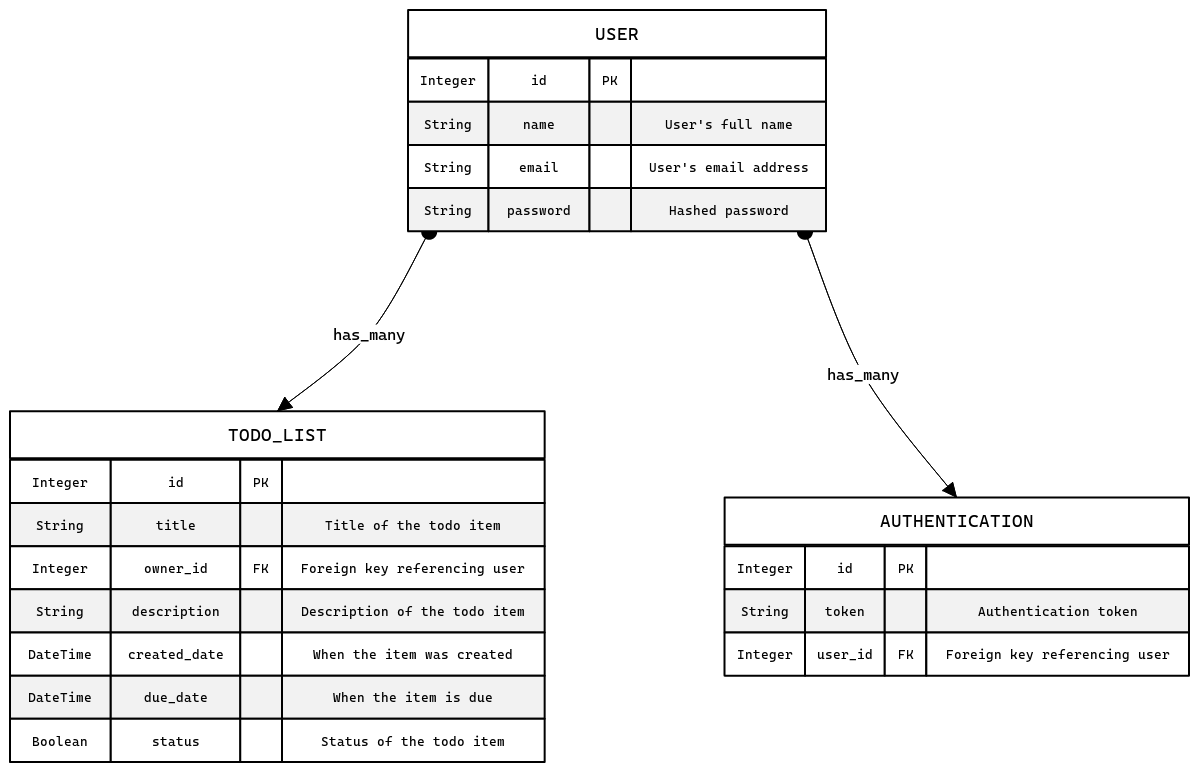 USER
Integer id PK
String name User's full name
String email User's email address
String password Hashed password
has_many
has_many
TODO_LIST
Integer id PK
String title Title of the todo item
Integer owner_id FK Foreign key referencing user
String description Description of the todo item
DateTime created_date When the item was created
DateTime due_date When the item is due
Boolean status Status of the todo item
AUTHENTICATION
Integer id PK
String token Authentication token
Integer user_id FK Foreign key referencing user